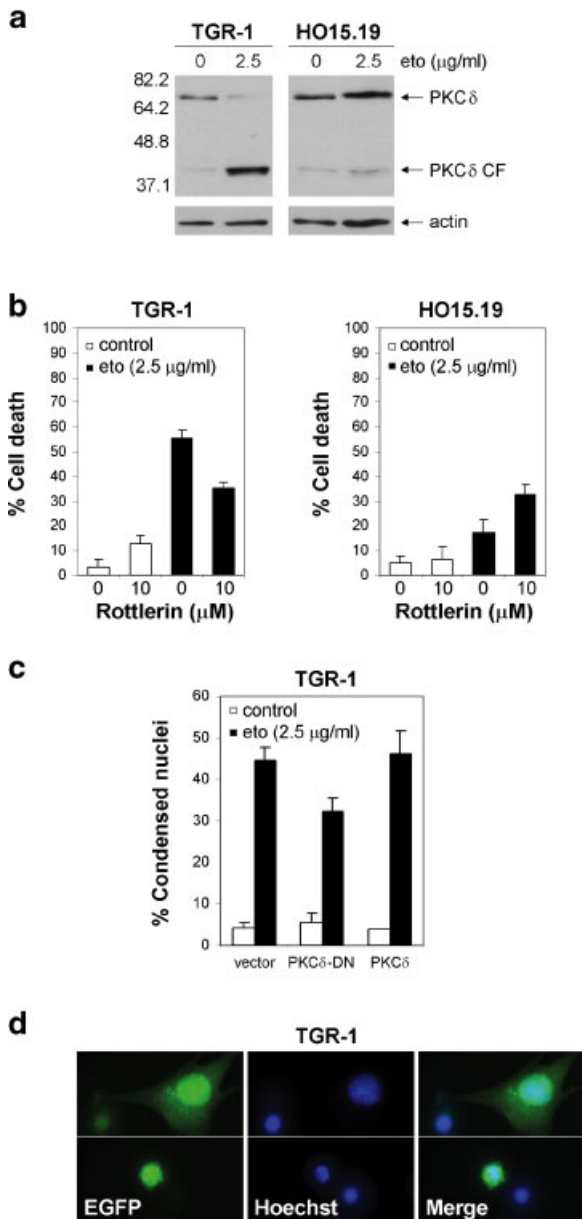 a
TGR-1 HO15.19
0 2.5 0 2.5 eto (μg/ml)
82.2
64.2
48.8
37.1
PKCδ
PKCδ CF
actin
b
TGR-1
100
90
80
70
60
50
40
30
20
10
0
% Cell death
control
eto (2.5 μg/ml)
0 10 0 10
Rottlerin (μM)
HO15.19
100
90
80
70
60
50
40
30
20
10
0
% Cell death
control
eto (2.5 μg/ml)
0 10 0 10
Rottlerin (μM)
c
TGR-1
60
50
40
30
20
10
0
% Condensed nuclei
control
eto (2.5 μg/ml)
vector PKCδ-DN PKCδ
d
TGR-1
EGFP Hoechst Merge